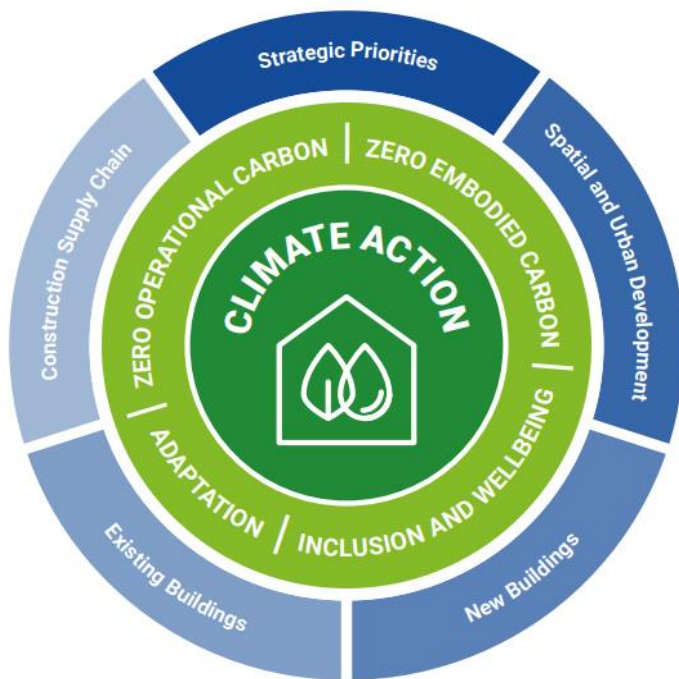 Strategic Priorities
Spatial and Urban Development
New Buildings
Existing Buildings
Construction Supply Chain
ZERO OPERATIONAL CARBON
ZERO EMBODIED CARBON
INCLUSION AND WELLBEING
ADAPTATION
CLIMATE ACTION